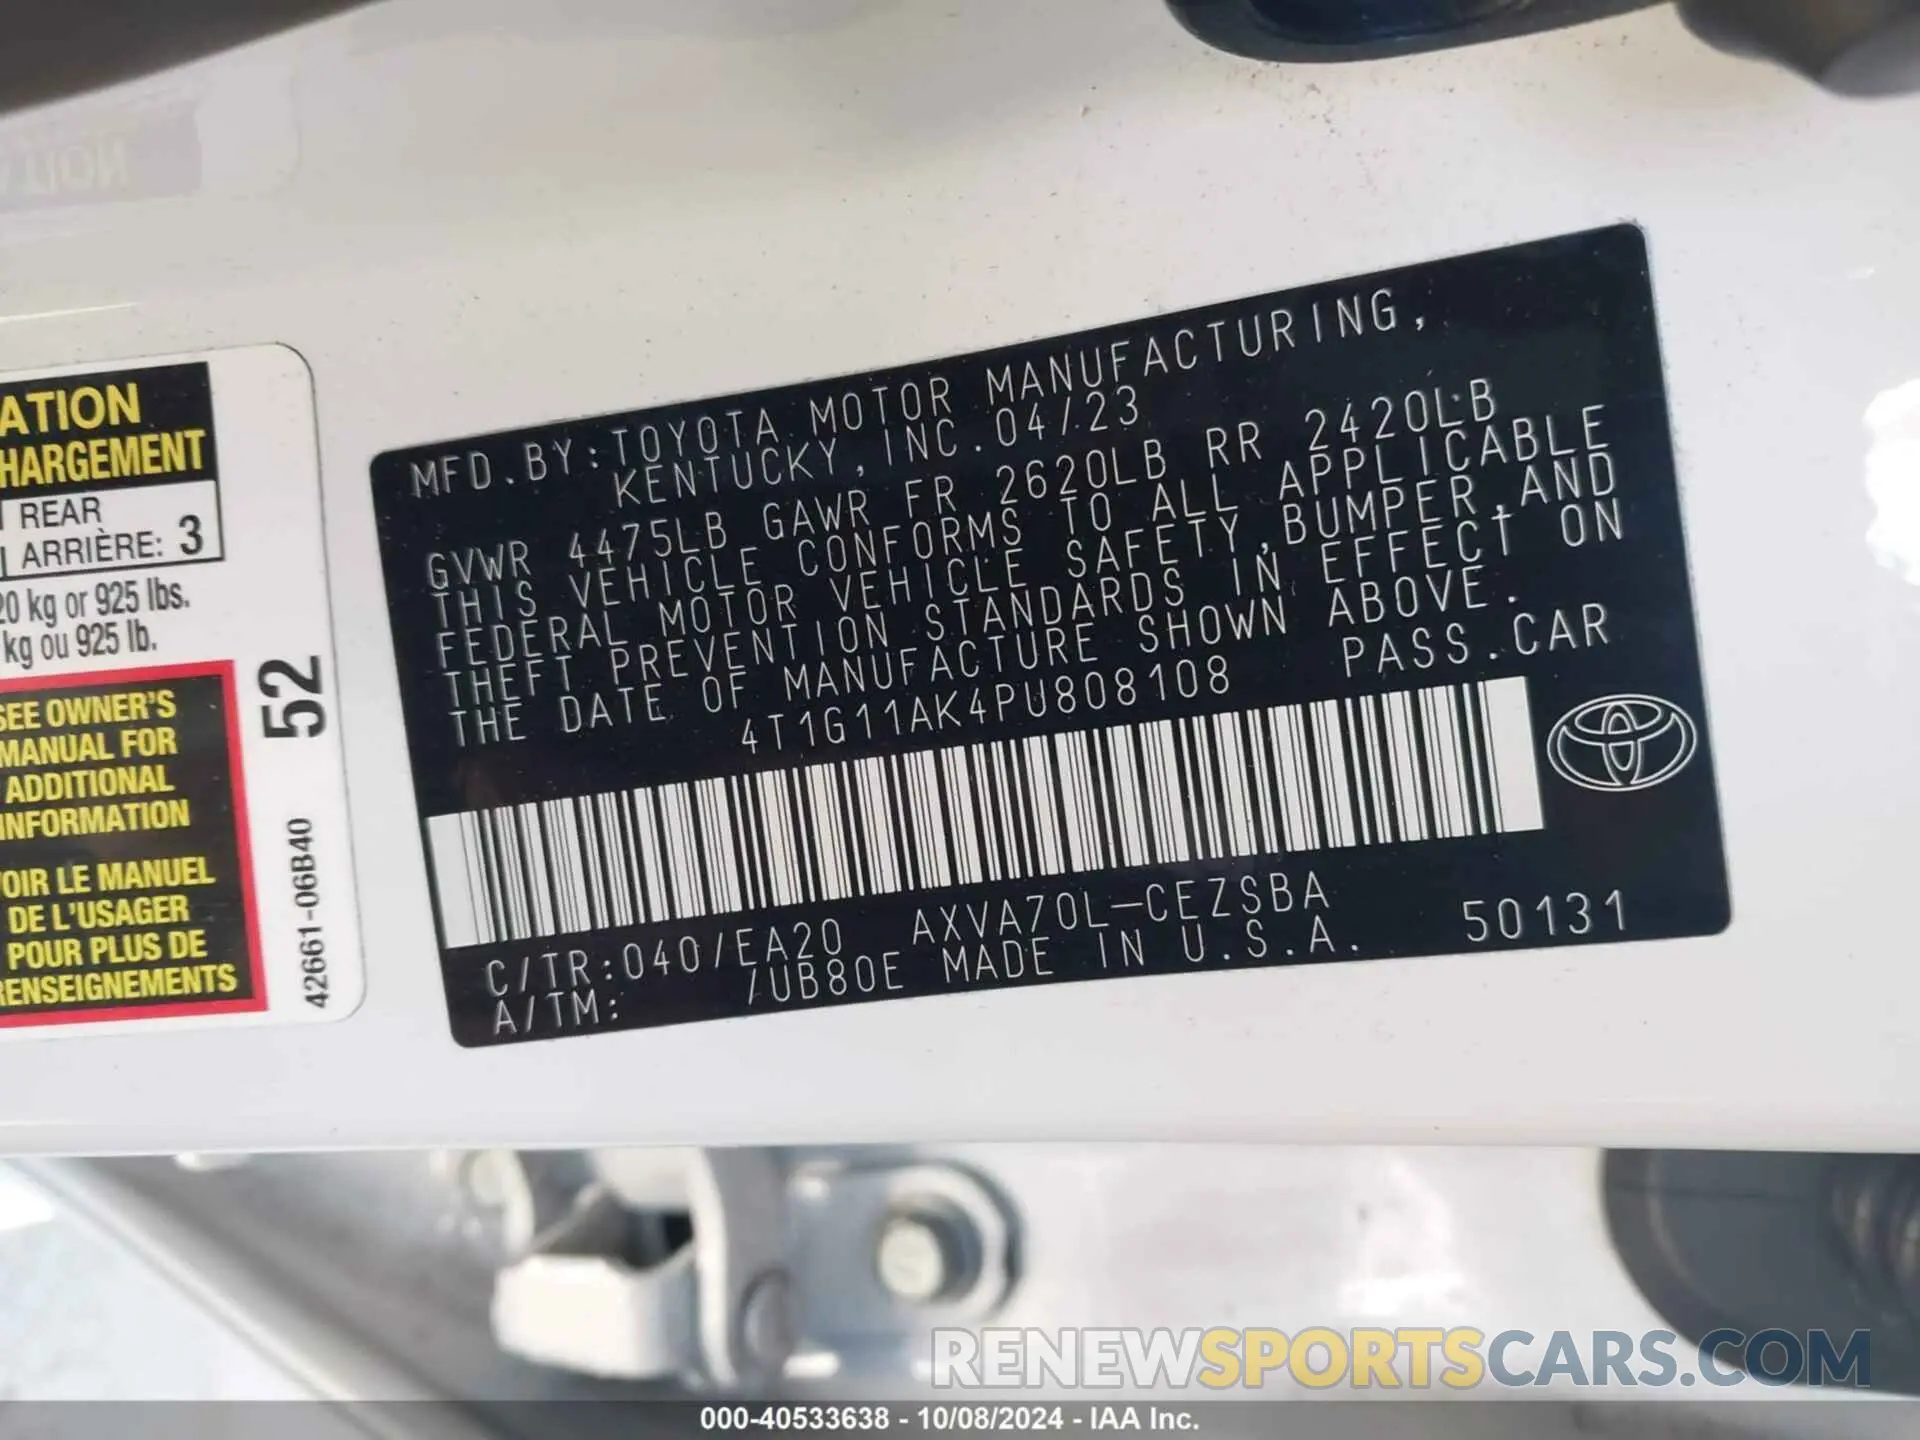 ATION
HARGEMENT
REAR
ARRIÈRE: 3
20 kg or 925 lbs.
kg ou 925 lb.
SEE OWNER'S
MANUAL FOR
ADDITIONAL
INFORMATION
VOIR LE MANUEL
DE L'USAGER
POUR PLUS DE
RENSEIGNEMENTS
52
42661-06B40
MFD. BY: TOYOTA MOTOR MANUFACTURING,
KENTUCKY, INC. 04/23
GVWR 4475LB GAWR FR 2620LB RR 2420LB
THIS VEHICLE CONFORMS TO ALL APPLICABLE
FEDERAL MOTOR VEHICLE SAFETY, BUMPER, AND
THEFT PREVENTION STANDARDS IN EFFECT ON
THE DATE OF MANUFACTURE SHOWN ABOVE.
4T1G11AK4PU808108 PASS. CAR
C/TR: 040/EA20 AXVA70L-CEZSBA 50131
A/TM: /UB80E MADE IN U.S.A.
RENEWSPORTSCARS.COM
000-40533638 - 10/08/2024 - IAA Inc.